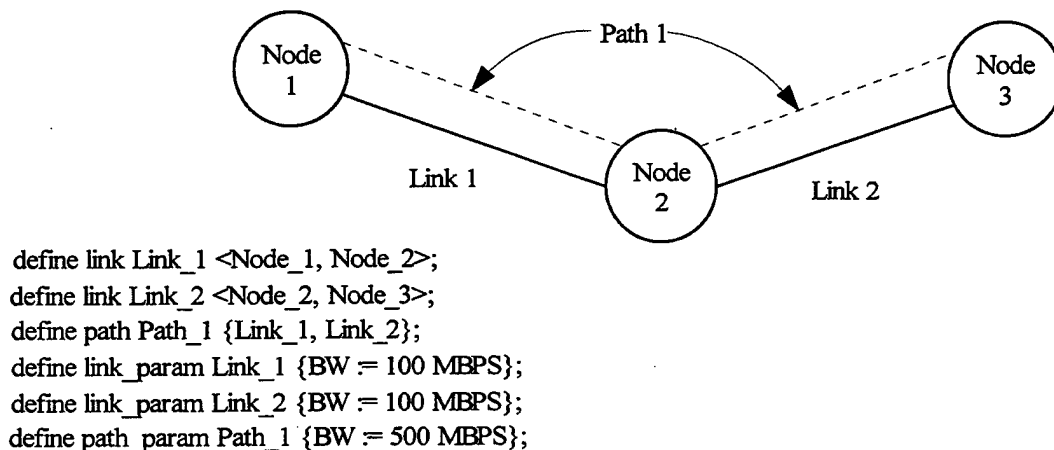 Node
1
Path 1
Node
3
Link 1
Node
2
Link 2
define link Link_1 <Node_1, Node_2>;
define link Link_2 <Node_2, Node_3>;
define path Path_1 {Link_1, Link_2};
define link_param Link_1 {BW := 100 MBPS};
define link_param Link_2 {BW := 100 MBPS};
define path_param Path_1 {BW := 500 MBPS};